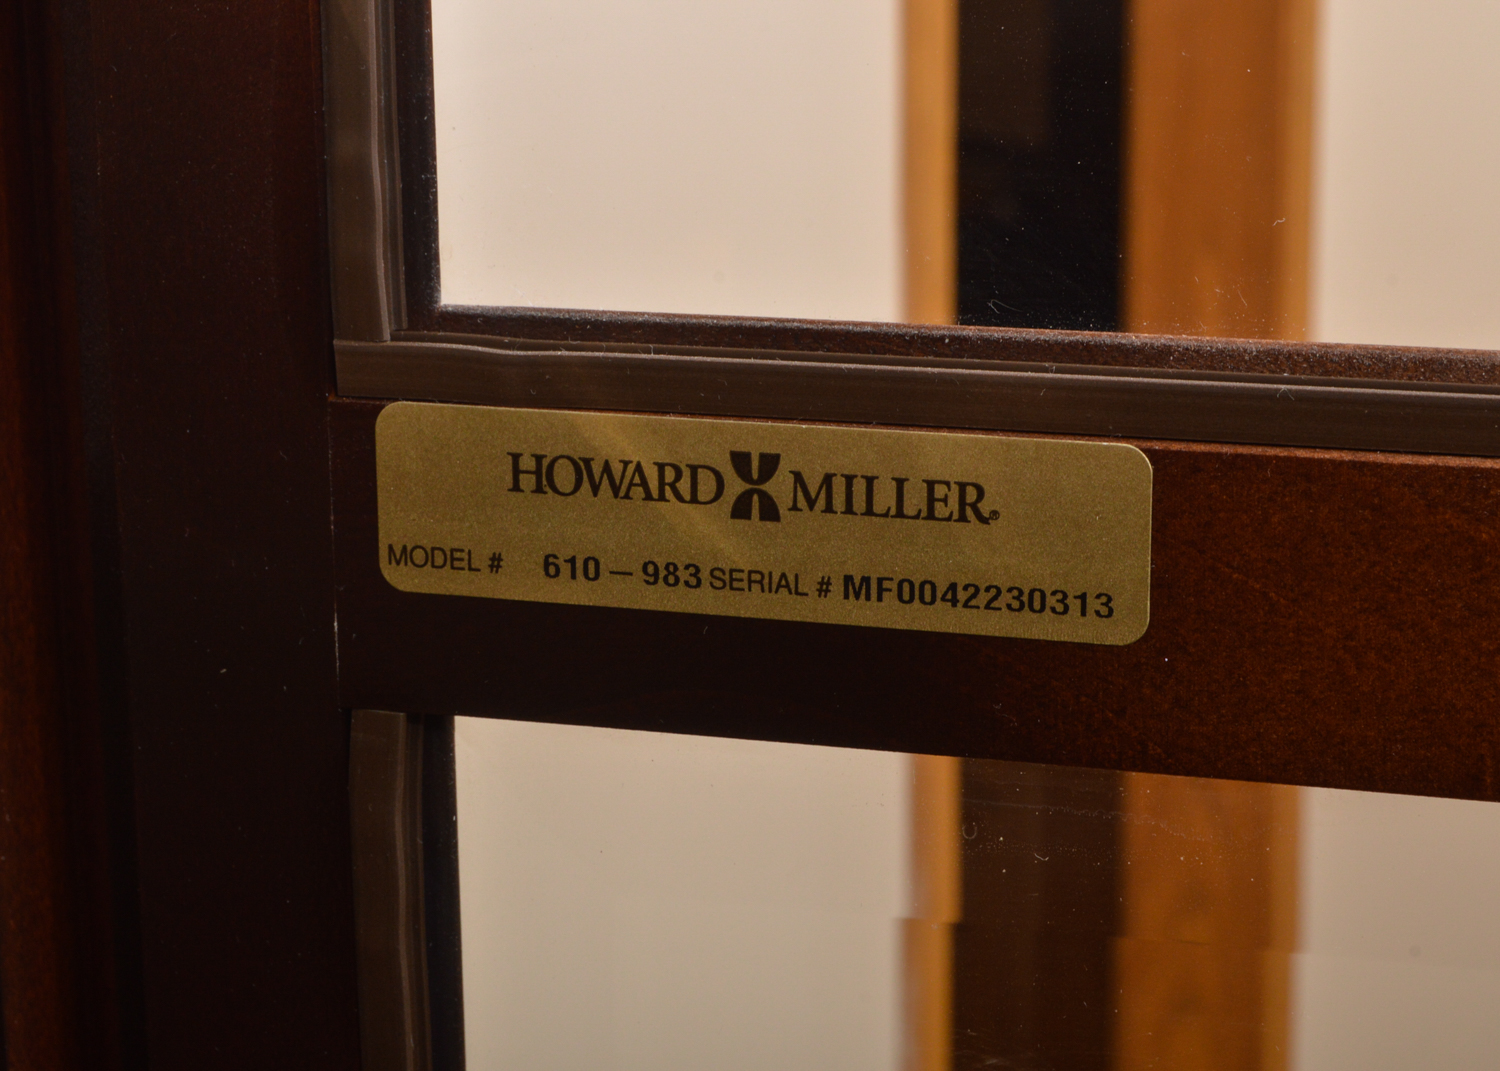 HOWARD MILLER®
MODEL # 610-983 SERIAL # MF0042230313